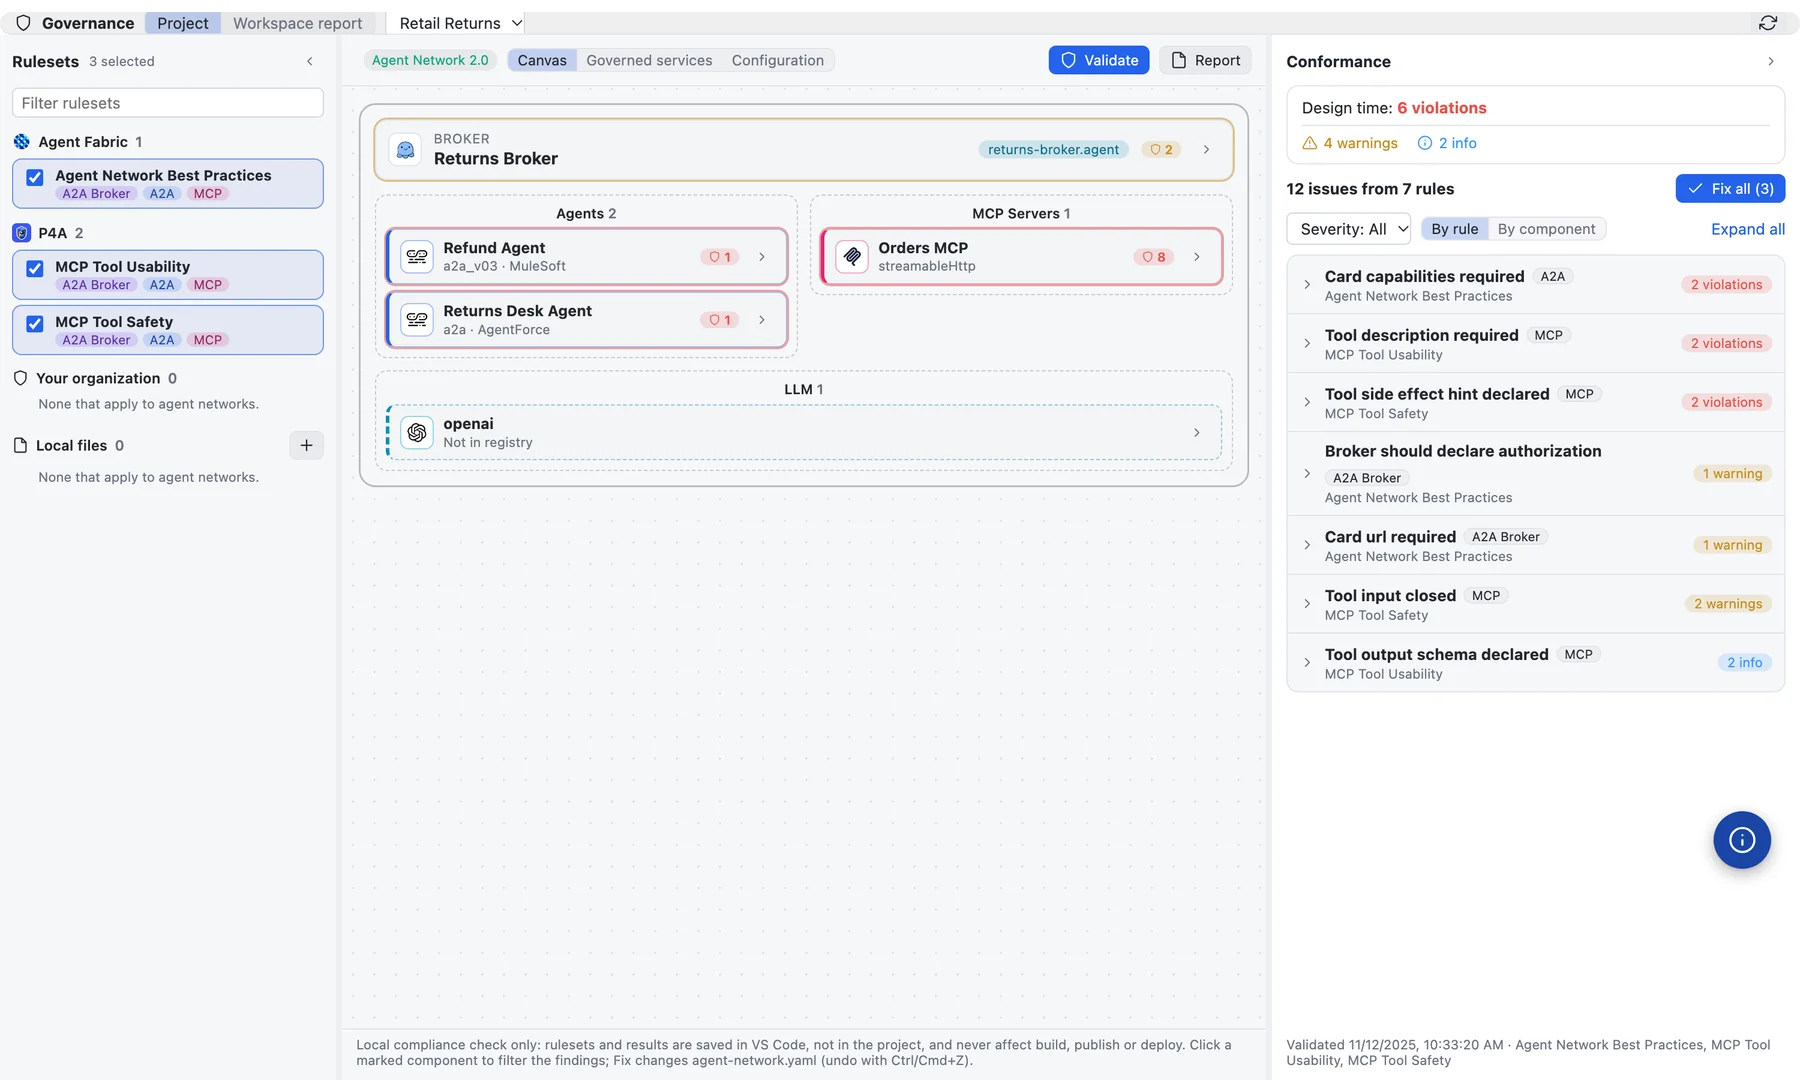 Governance
Project
Workspace report
Retail Returns
Rulesets 3 selected
Filter rulesets
Agent Fabric 1
Agent Network Best Practices
A2A Broker A2A MCP
P4A 2
MCP Tool Usability
A2A Broker A2A MCP
MCP Tool Safety
A2A Broker A2A MCP
Your organization 0
None that apply to agent networks.
Local files 0
None that apply to agent networks.
Agent Network 2.0
Canvas
Governed services
Configuration
Validate
Report
BROKER
Returns Broker
returns-broker.agent
2
Agents 2
Refund Agent
a2a_v03 · MuleSoft
1
Returns Desk Agent
a2a · AgentForce
1
MCP Servers 1
Orders MCP
streamableHttp
8
LLM 1
openai
Not in registry
Local compliance check only: rulesets and results are saved in VS Code, not in the project, and never affect build, publish or deploy. Click a
marked component to filter the findings; Fix changes agent-network.yaml (undo with Ctrl/Cmd+Z).
Conformance
Design time: 6 violations
4 warnings 2 info
12 issues from 7 rules
Fix all (3)
Severity: All
By rule
By component
Expand all
Card capabilities required A2A
Agent Network Best Practices
2 violations
Tool description required MCP
MCP Tool Usability
2 violations
Tool side effect hint declared MCP
MCP Tool Safety
2 violations
Broker should declare authorization
A2A Broker
Agent Network Best Practices
1 warning
Card url required A2A Broker
Agent Network Best Practices
1 warning
Tool input closed MCP
MCP Tool Safety
2 warnings
Tool output schema declared MCP
MCP Tool Usability
2 info
Validated 11/12/2025, 10:33:20 AM · Agent Network Best Practices, MCP Tool
Usability, MCP Tool Safety